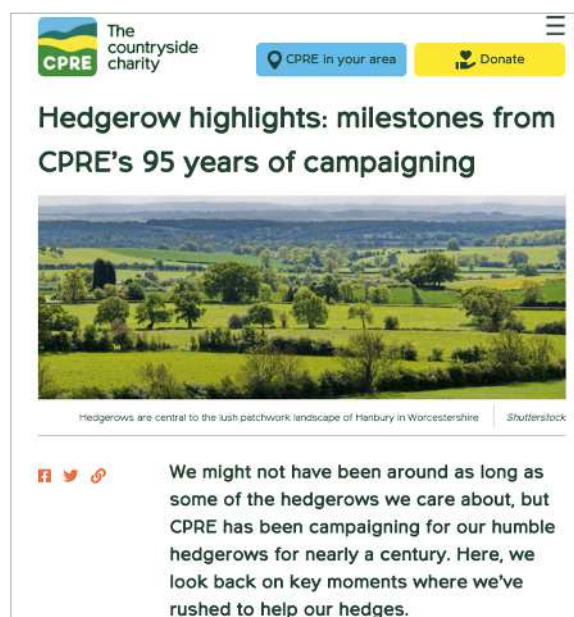 The
countryside
charity
CPRE
CPRE in your area
Donate
Hedgerow highlights: milestones from
CPRE's 95 years of campaigning
Hedgerows are central to the lush patchwork landscape of Hanbury in Worcestershire
Shutterstock
We might not have been around as long as
some of the hedgerows we care about, but
CPRE has been campaigning for our humble
hedgerows for nearly a century. Here, we
look back on key moments where we've
rushed to help our hedges.